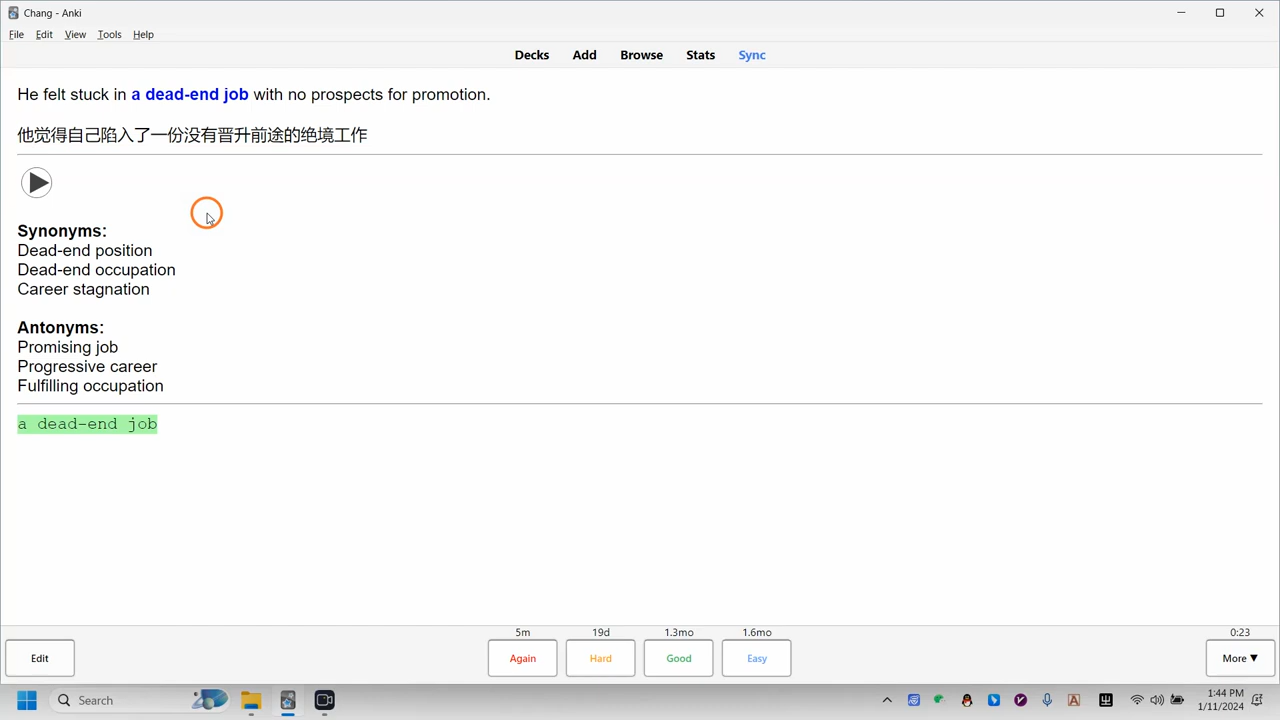 Chang - Anki
File Edit View Tools Help
Decks Add Browse Stats Sync
He felt stuck in a dead-end job with no prospects for promotion.
他觉得自己陷入了一份没有晋升前途的绝境工作
Synonyms:
Dead-end position
Dead-end occupation
Career stagnation
Antonyms:
Promising job
Progressive career
Fulfilling occupation
a dead-end job
5m 19d 1.3mo 1.6mo 0:23
Edit Again Hard Good Easy More ▼
Search 1:44 PM
1/11/2024